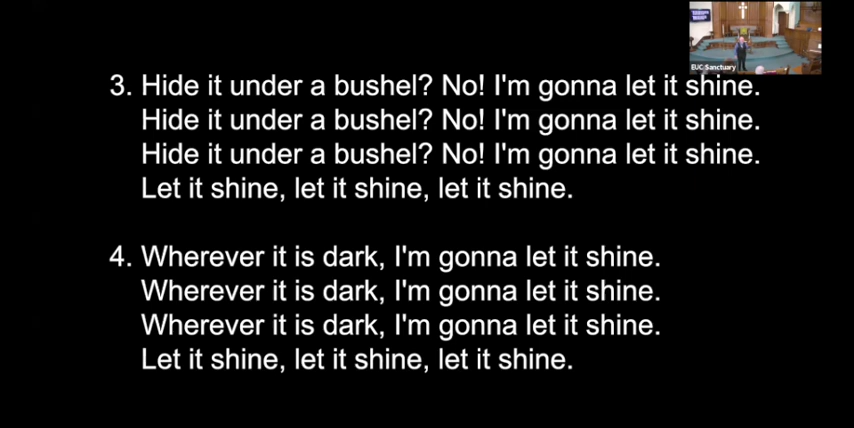 EUC Sanctuary
3. Hide it under a bushel? No! I'm gonna let it shine.
Hide it under a bushel? No! I'm gonna let it shine.
Hide it under a bushel? No! I'm gonna let it shine.
Let it shine, let it shine, let it shine.
4. Wherever it is dark, I'm gonna let it shine.
Wherever it is dark, I'm gonna let it shine.
Wherever it is dark, I'm gonna let it shine.
Let it shine, let it shine, let it shine.